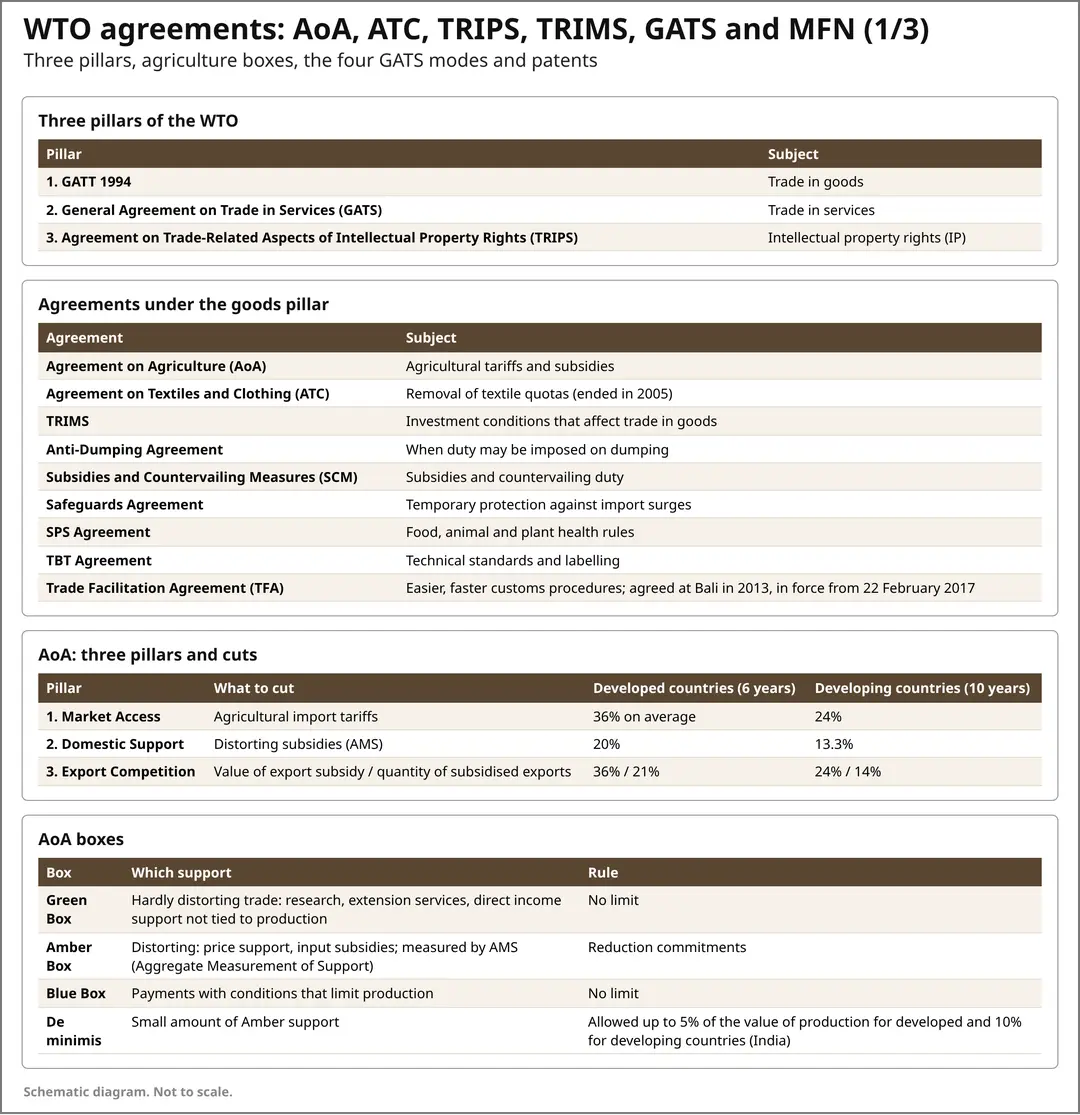 WTO agreements: AoA, ATC, TRIPS, TRIMS, GATS and MFN (1/3)
Three pillars, agriculture boxes, the four GATS modes and patents
Three pillars of the WTO
Pillar Subject
1. GATT 1994 Trade in goods
2. General Agreement on Trade in Services (GATS) Trade in services
3. Agreement on Trade-Related Aspects of Intellectual Property Rights (TRIPS) Intellectual property rights (IP)
Agreements under the goods pillar
Agreement Subject
Agreement on Agriculture (AoA) Agricultural tariffs and subsidies
Agreement on Textiles and Clothing (ATC) Removal of textile quotas (ended in 2005)
TRIMS Investment conditions that affect trade in goods
Anti-Dumping Agreement When duty may be imposed on dumping
Subsidies and Countervailing Measures (SCM) Subsidies and countervailing duty
Safeguards Agreement Temporary protection against import surges
SPS Agreement Food, animal and plant health rules
TBT Agreement Technical standards and labelling
Trade Facilitation Agreement (TFA) Easier, faster customs procedures; agreed at Bali in 2013, in force from 22 February 2017
AoA: three pillars and cuts
Pillar What to cut Developed countries (6 years) Developing countries (10 years)
1. Market Access Agricultural import tariffs 36% on average 24%
2. Domestic Support Distorting subsidies (AMS) 20% 13.3%
3. Export Competition Value of export subsidy / quantity of subsidised exports 36% / 21% 24% / 14%
AoA boxes
Box Which support Rule
Green Box Hardly distorting trade: research, extension services, direct income support not tied to production No limit
Amber Box Distorting: price support, input subsidies; measured by AMS (Aggregate Measurement of Support) Reduction commitments
Blue Box Payments with conditions that limit production No limit
De minimis Small amount of Amber support Allowed up to 5% of the value of production for developed and 10% for developing countries (India)
Schematic diagram. Not to scale.